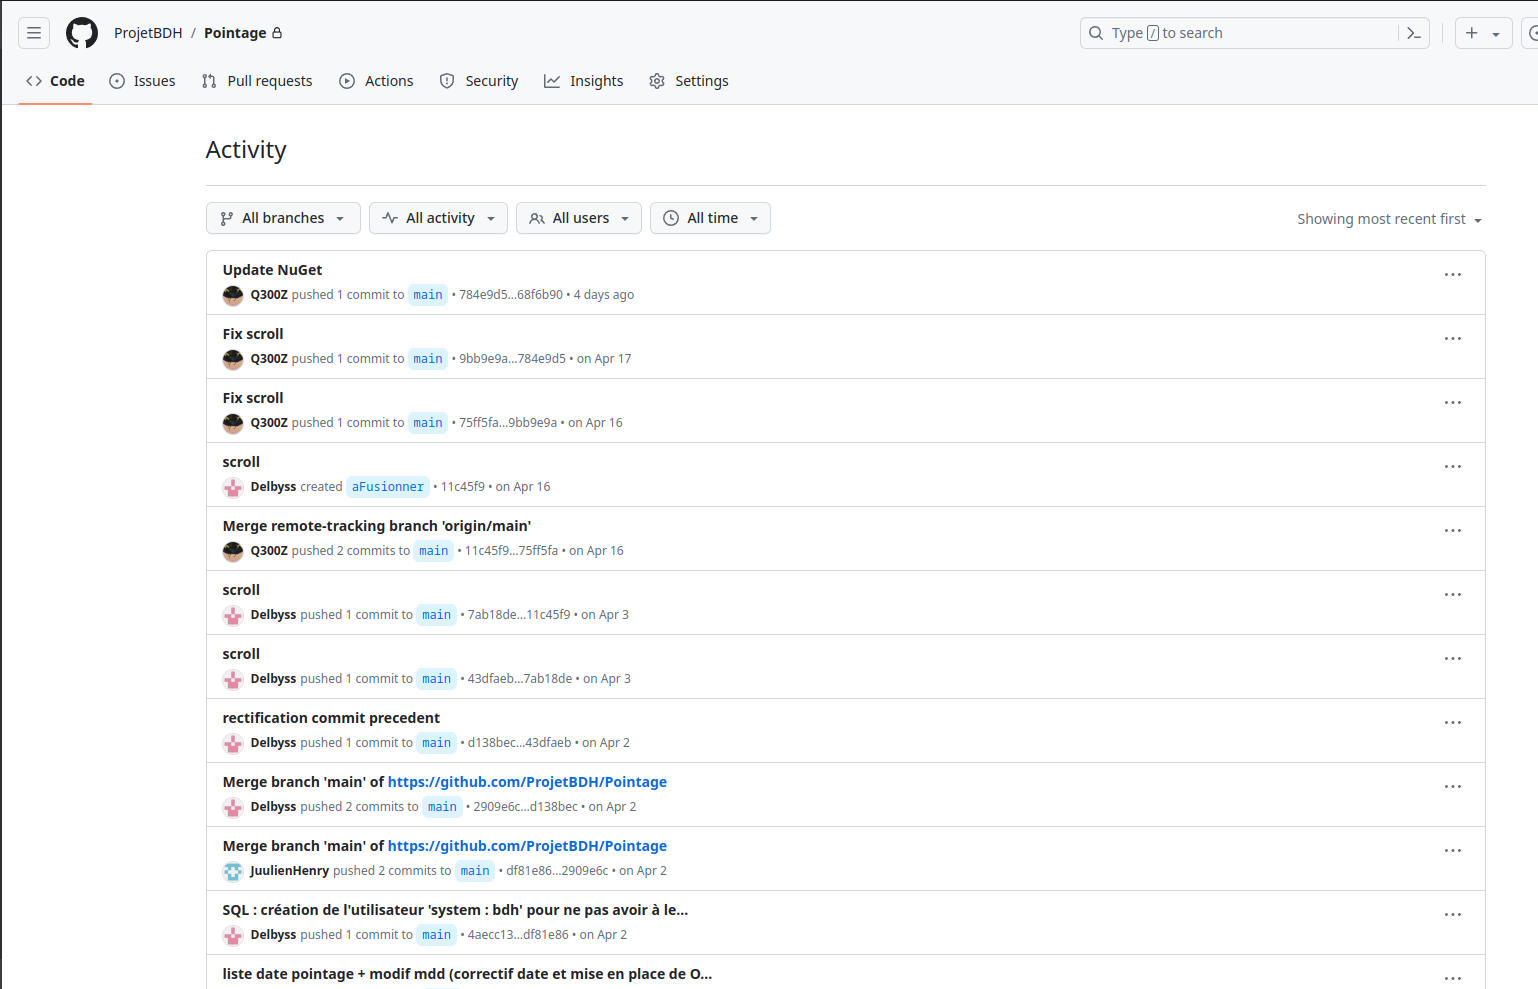 ProjetBDH / Pointage
Type / to search
Code Issues Pull requests Actions Security Insights Settings
Activity
All branches All activity All users All time Showing most recent first
Update NuGet
Q300Z pushed 1 commit to main • 784e9d5...68f6b90 • 4 days ago
Fix scroll
Q300Z pushed 1 commit to main • 9bb9e9a...784e9d5 • on Apr 17
Fix scroll
Q300Z pushed 1 commit to main • 75ff5fa...9bb9e9a • on Apr 16
scroll
Delbyss created aFusionner • 11c45f9 • on Apr 16
Merge remote-tracking branch 'origin/main'
Q300Z pushed 2 commits to main • 11c45f9...75ff5fa • on Apr 16
scroll
Delbyss pushed 1 commit to main • 7ab18de...11c45f9 • on Apr 3
scroll
Delbyss pushed 1 commit to main • 43dfaeb...7ab18de • on Apr 3
rectification commit precedent
Delbyss pushed 1 commit to main • d138bec...43dfaeb • on Apr 2
Merge branch 'main' of https://github.com/ProjetBDH/Pointage
Delbyss pushed 2 commits to main • 2909e6c...d138bec • on Apr 2
Merge branch 'main' of https://github.com/ProjetBDH/Pointage
JuulienHenry pushed 2 commits to main • df81e86...2909e6c • on Apr 2
SQL : création de l'utilisateur 'system : bdh' pour ne pas avoir à le...
Delbyss pushed 1 commit to main • 4aecc13...df81e86 • on Apr 2
liste date pointage + modif mdd (correctif date et mise en place de O...